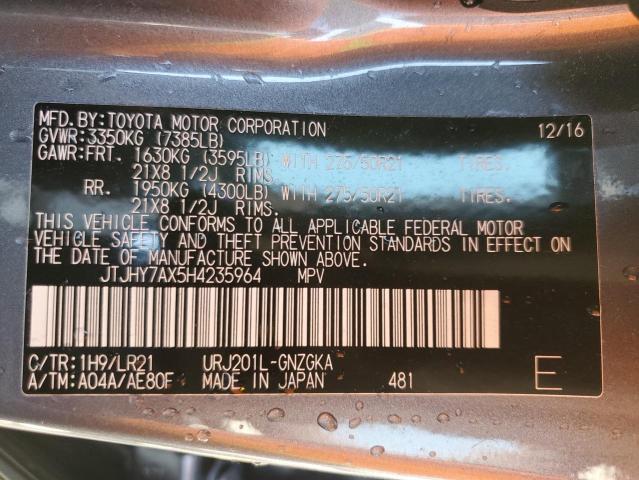 MFD.BY:TOYOTA MOTOR CORPORATION 12/16
GVWR:3350KG (7385LB)
GAWR:FRT. 1630KG (3595LB) WITH 275/50R21 TIRES.
21X8 1/2J RIMS.
RR. 1950KG (4300LB) WITH 275/50R21 TIRES.
21X8 1/2J RIMS.
THIS VEHICLE CONFORMS TO ALL APPLICABLE FEDERAL MOTOR
VEHICLE SAFETY AND THEFT PREVENTION STANDARDS IN EFFECT ON
THE DATE OF MANUFACTURE SHOWN ABOVE.
JTJHY7AX5H4235964 MPV
C/TR:1H9/LR21 URJ201L-GNZGKA
A/TM:A04A/AE80F MADE IN JAPAN 481 E